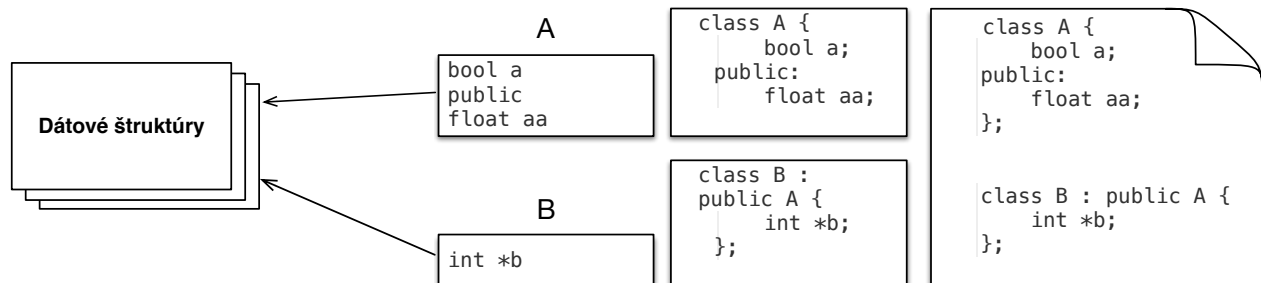 Dátové štruktúry
A
bool a
public
float aa
B
int *b
class A {
bool a;
public:
float aa;
class B :
public A {
int *b;
};
class A {
bool a;
public:
float aa;
};
class B : public A {
int *b;
};